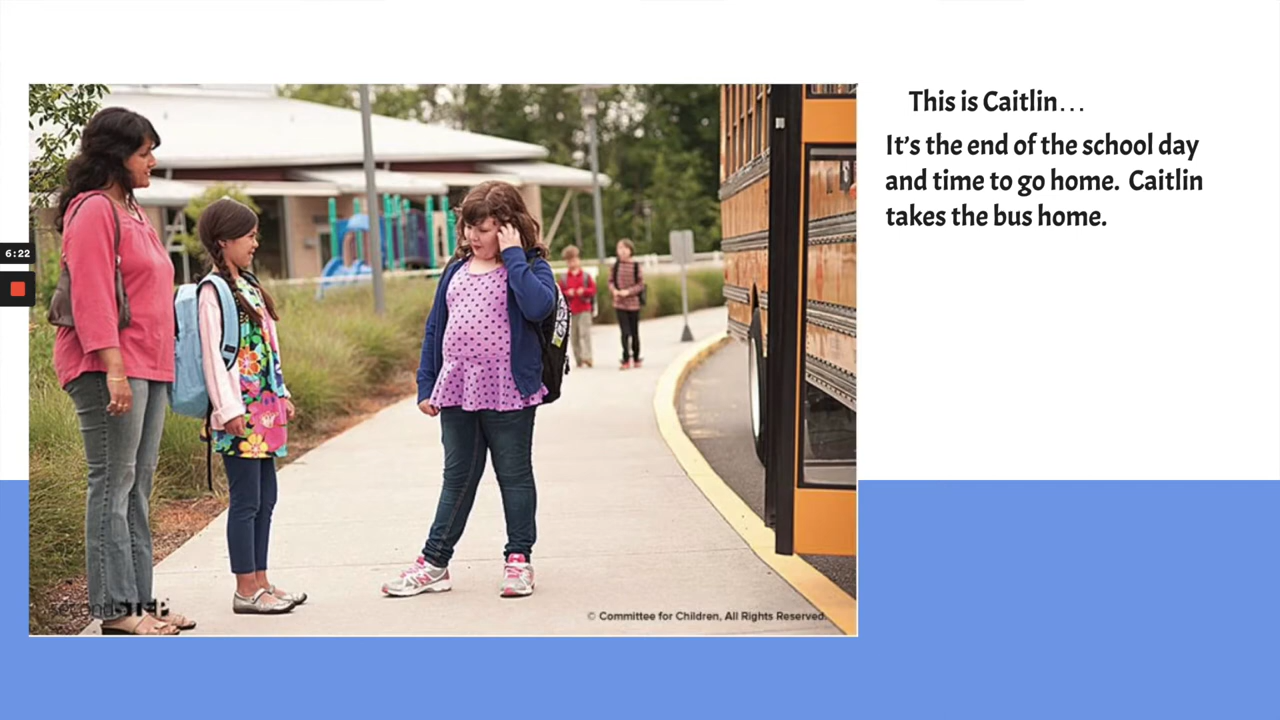 This is Caitlin...
It's the end of the school day
and time to go home. Caitlin
takes the bus home.
6:22
secondSTEP
© Committee for Children, All Rights Reserved.